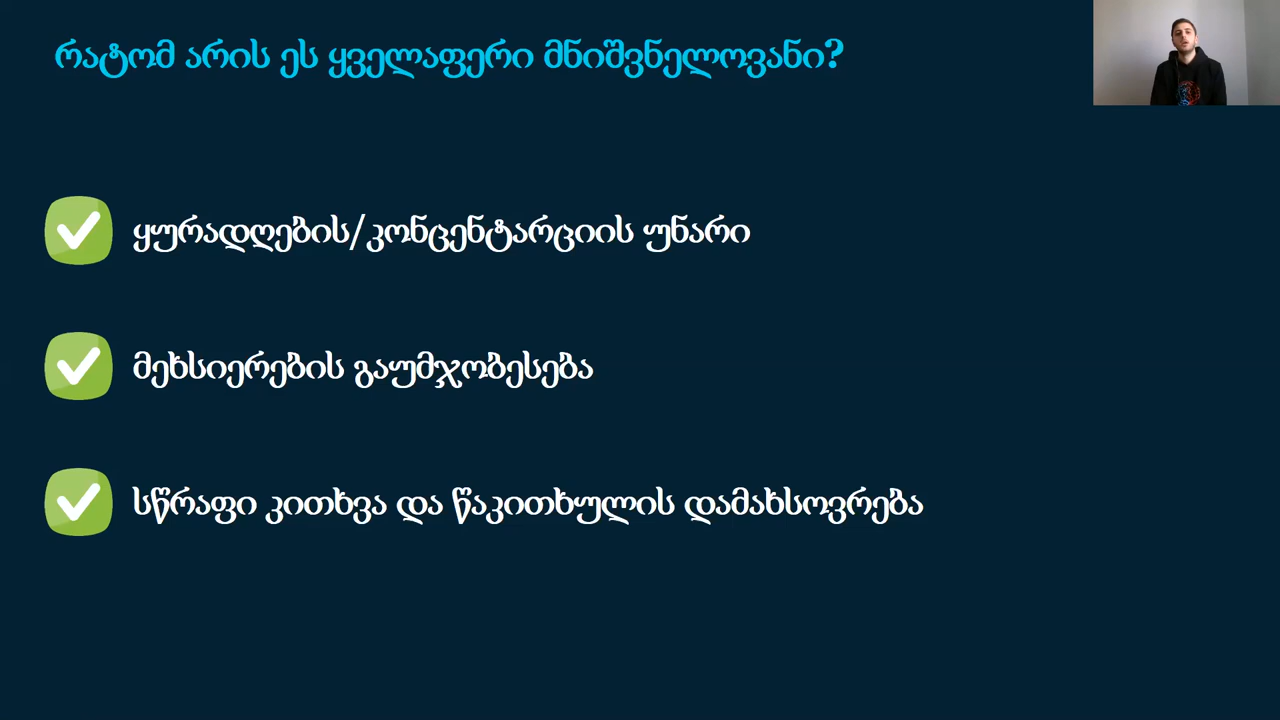 რატომ არის ეს ყველაფერი მნიშვნელოვანი?
ყურადღების/კონცენტარციის უნარი
მეხსიერების გაუმჯობესება
სწრაფი კითხვა და წაკითხულის დამახსოვრება